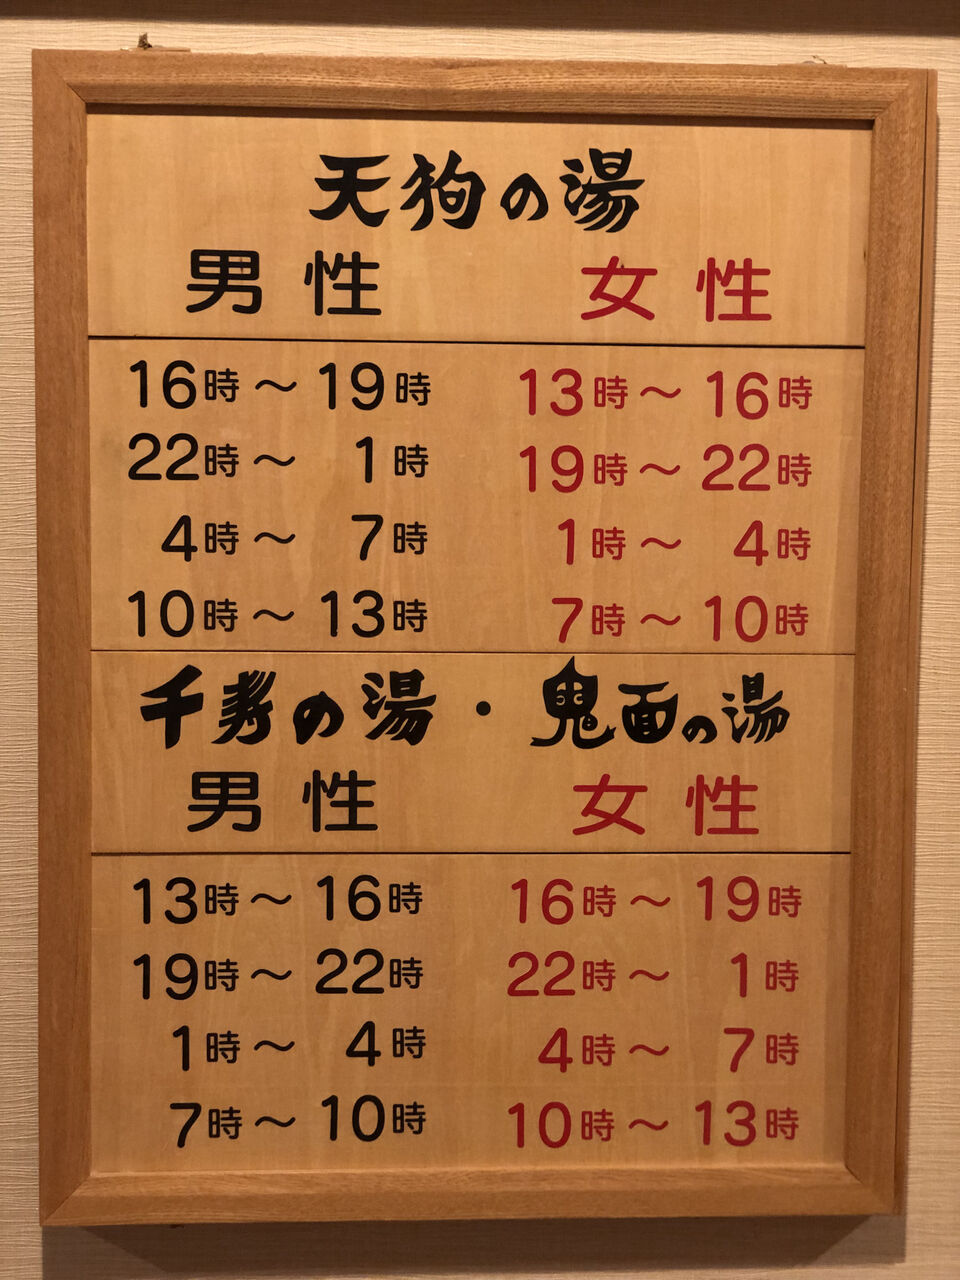 天狗の湯
男性 女性
16時～19時 13時～16時
22時～1時 19時～22時
4時～7時 1時～4時
10時～13時 7時～10時
千寿の湯・鬼面の湯
男性 女性
13時～16時 16時～19時
19時～22時 22時～1時
1時～4時 4時～7時
7時～10時 10時～13時